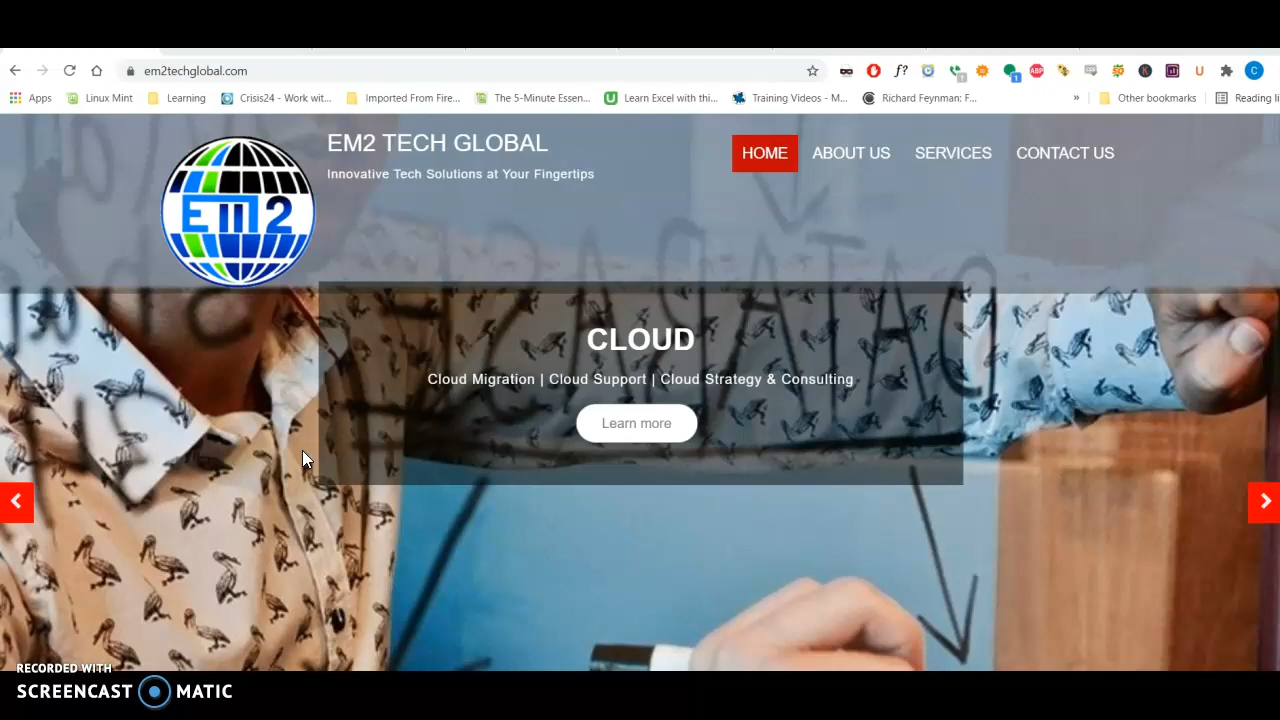 em2techglobal.com
f?
1
ABP
U
C
Apps
Linux Mint
Learning
Crisis24 - Work wit...
Imported From Fire...
The 5-Minute Essen...
Learn Excel with thi...
Training Videos - M...
Richard Feynman: F...
»
Other bookmarks
Reading li
EM2 TECH GLOBAL
Innovative Tech Solutions at Your Fingertips
HOME
ABOUT US
SERVICES
CONTACT US
Em2
DATABASE
CLOUD
Cloud Migration | Cloud Support | Cloud Strategy & Consulting
Learn more
RECORDED WITH
SCREENCAST MATIC